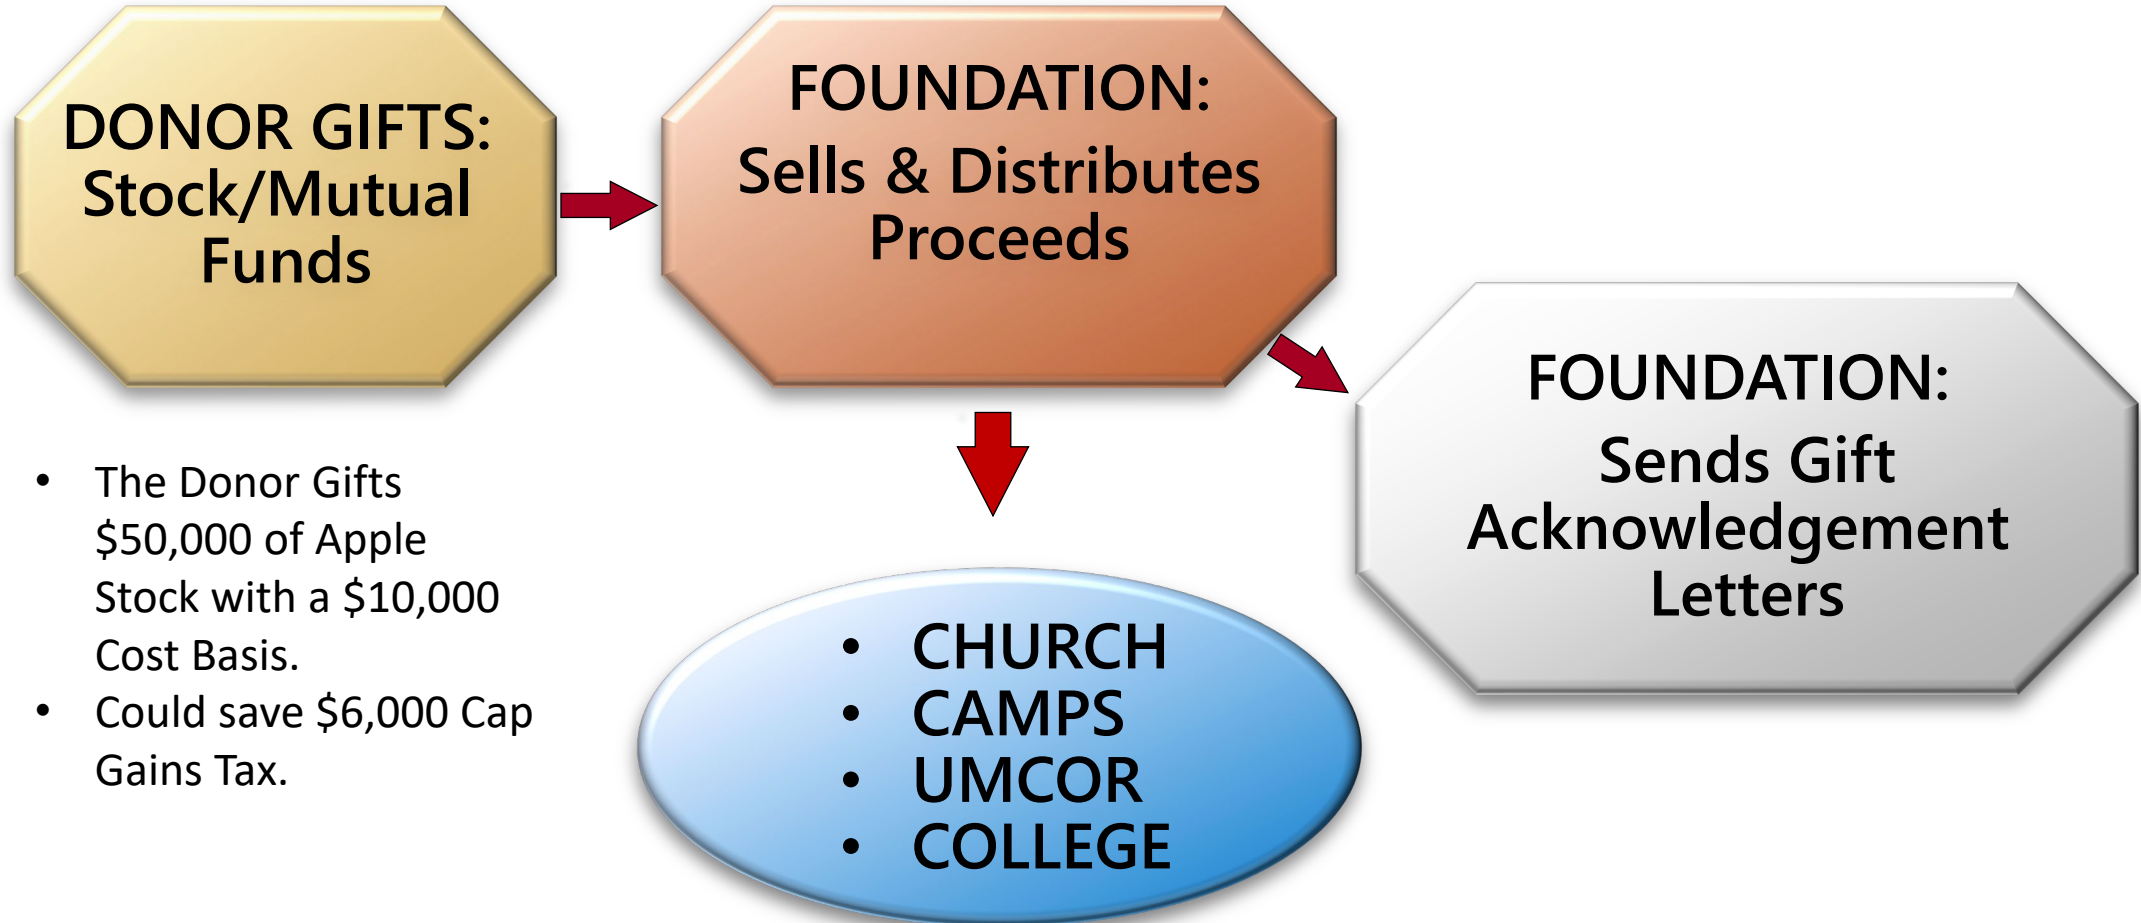 DONOR GIFTS:
Stock/Mutual
Funds
FOUNDATION:
Sells & Distributes
Proceeds
FOUNDATION:
Sends Gift
Acknowledgement
Letters
• The Donor Gifts
$50,000 of Apple
Stock with a $10,000
Cost Basis.
• Could save $6,000 Cap
Gains Tax.
• CHURCH
• CAMPS
• UMCOR
• COLLEGE